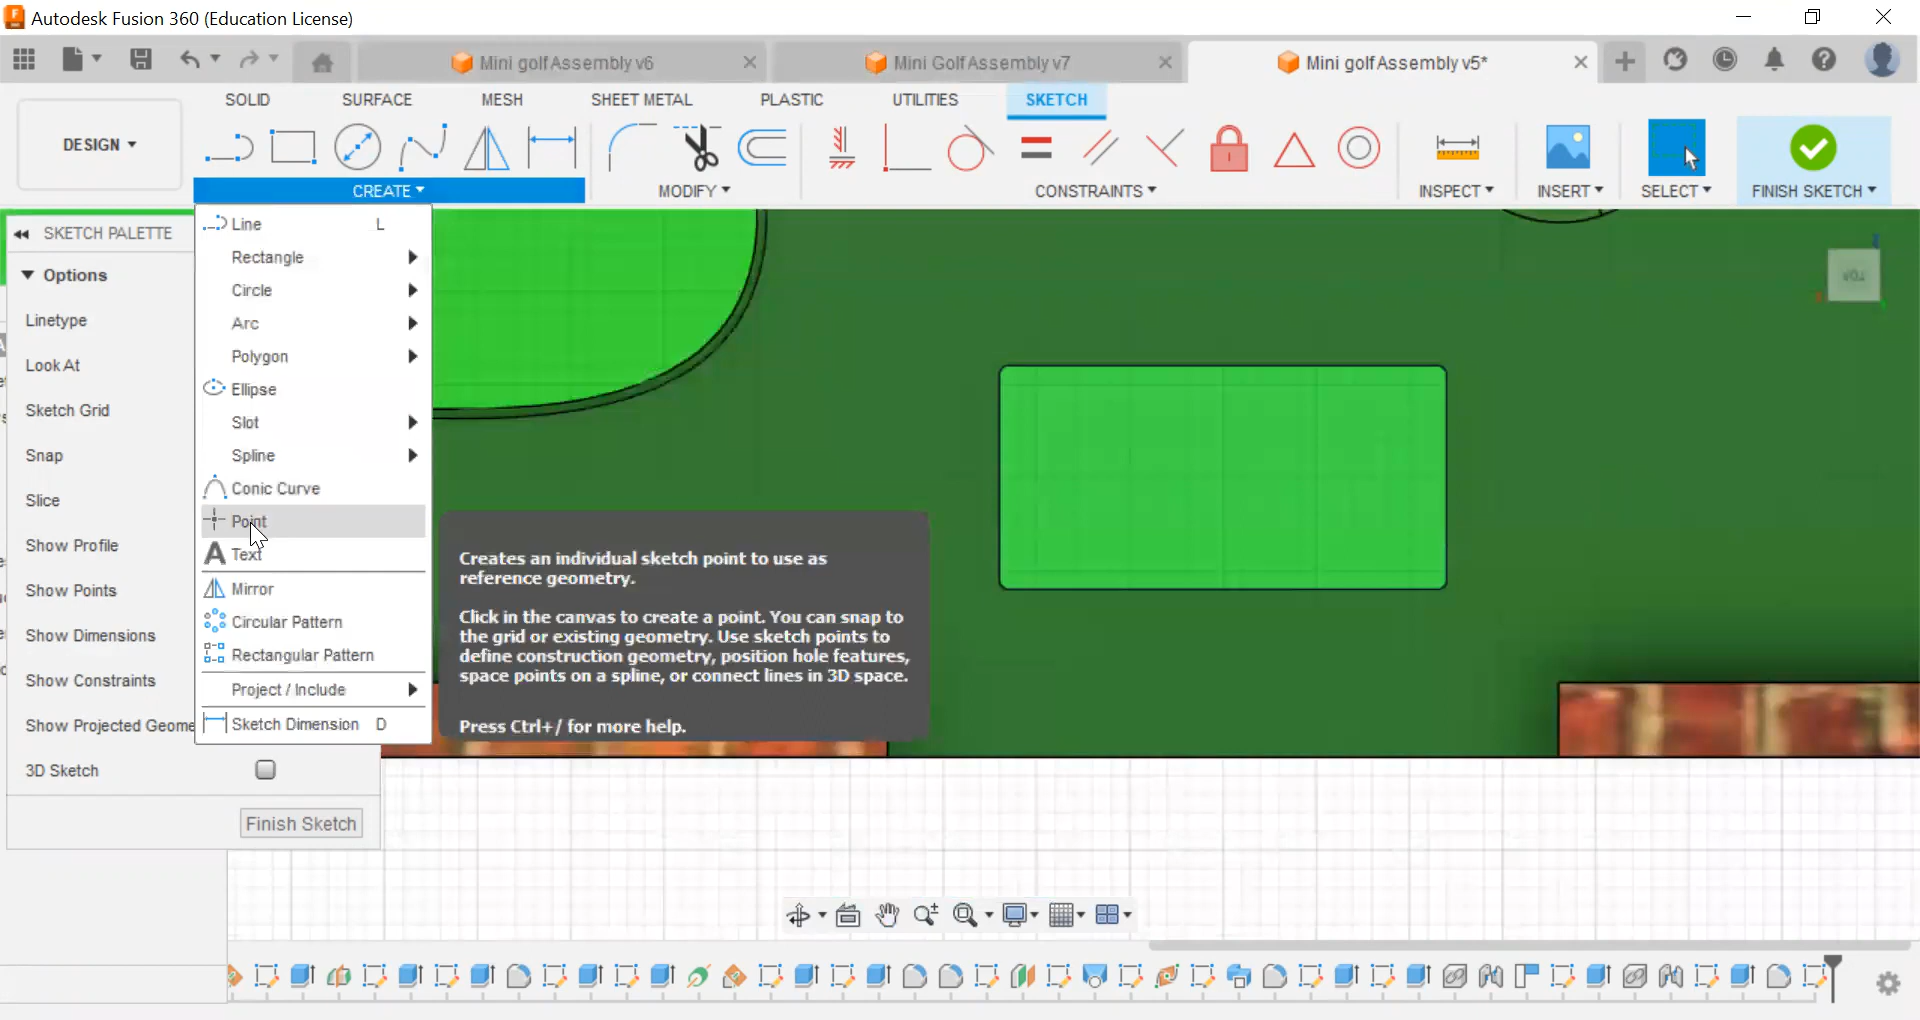 Autodesk Fusion 360 (Education License)
Mini golf Assembly v6
Mini Golf Assembly v7
Mini golf Assembly v5*
SOLID
SURFACE
MESH
SHEET METAL
PLASTIC
UTILITIES
SKETCH
DESIGN
CREATE
MODIFY
CONSTRAINTS
INSPECT
INSERT
SELECT
FINISH SKETCH
SKETCH PALETTE
Options
Linetype
Look At
Sketch Grid
Snap
Slice
Show Profile
Show Points
Show Dimensions
Show Constraints
Show Projected Geome
3D Sketch
Finish Sketch
Line L
Rectangle
Circle
Arc
Polygon
Ellipse
Slot
Spline
Conic Curve
Point
Text
Mirror
Circular Pattern
Rectangular Pattern
Project / Include
Sketch Dimension D
Creates an individual sketch point to use as
reference geometry.
Click in the canvas to create a point. You can snap to
the grid or existing geometry. Use sketch points to
define construction geometry, position hole features,
space points on a spline, or connect lines in 3D space.
Press Ctrl+/ for more help.
TOP